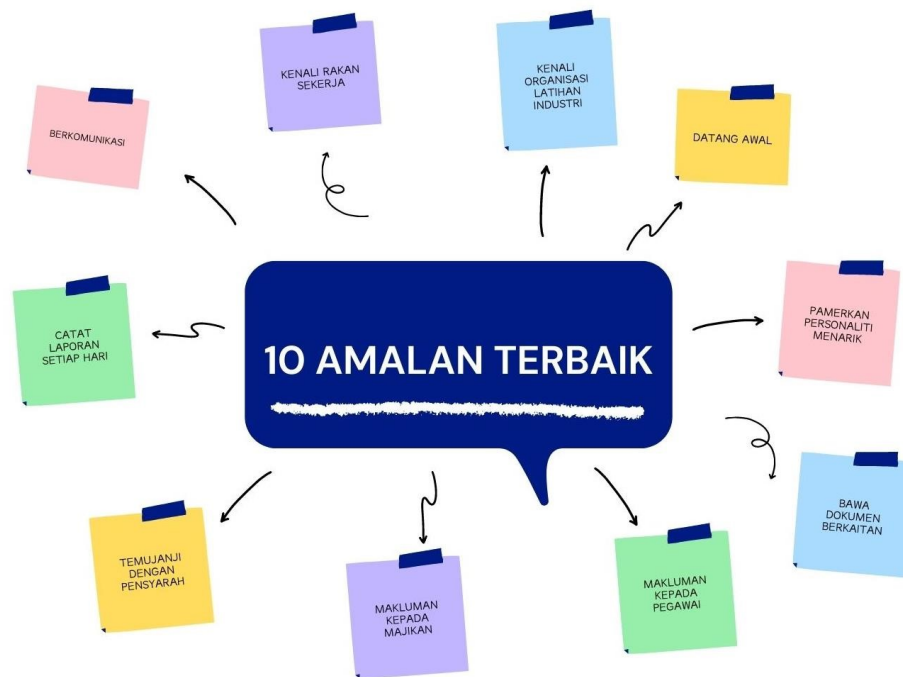 KENALI RAKAN
SEKERJA
KENALI
ORGANISASI
LATIHAN
INDUSTRI
BERKOMUNIKASI
DATANG AWAL
CATAT
LAPORAN
SETIAP HARI
10 AMALAN TERBAIK
PAMERKAN
PERSONALITI
MENARIK
BAWA
DOKUMEN
BERKAITAN
TEMUJANJI
DENGAN
PENSYARAH
MAKLUMAN
KEPADA
MAJIKAN
MAKLUMAN
KEPADA
PEGAWAI